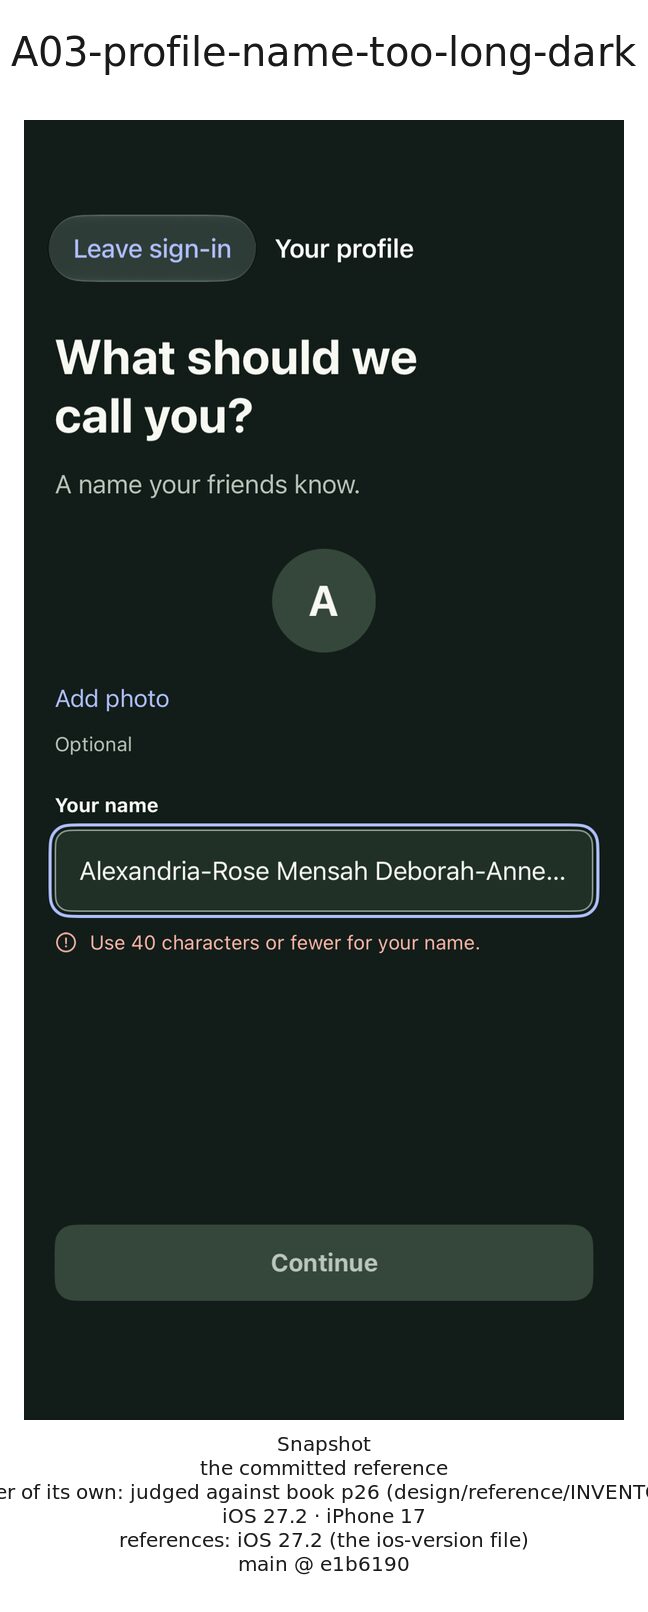 A03-profile-name-too-long-dark
Leave sign-in
Your profile
What should we
call you?
A name your friends know.
A
Add photo
Optional
Your name
Alexandria-Rose Mensah Deborah-Anne...
Use 40 characters or fewer for your name.
Continue
Snapshot
the committed reference
of its own: judged against book p26 (design/reference/
iOS 27.2 · iPhone 17
references: iOS 27.2 (the ios-version file)
main @ e1b6190